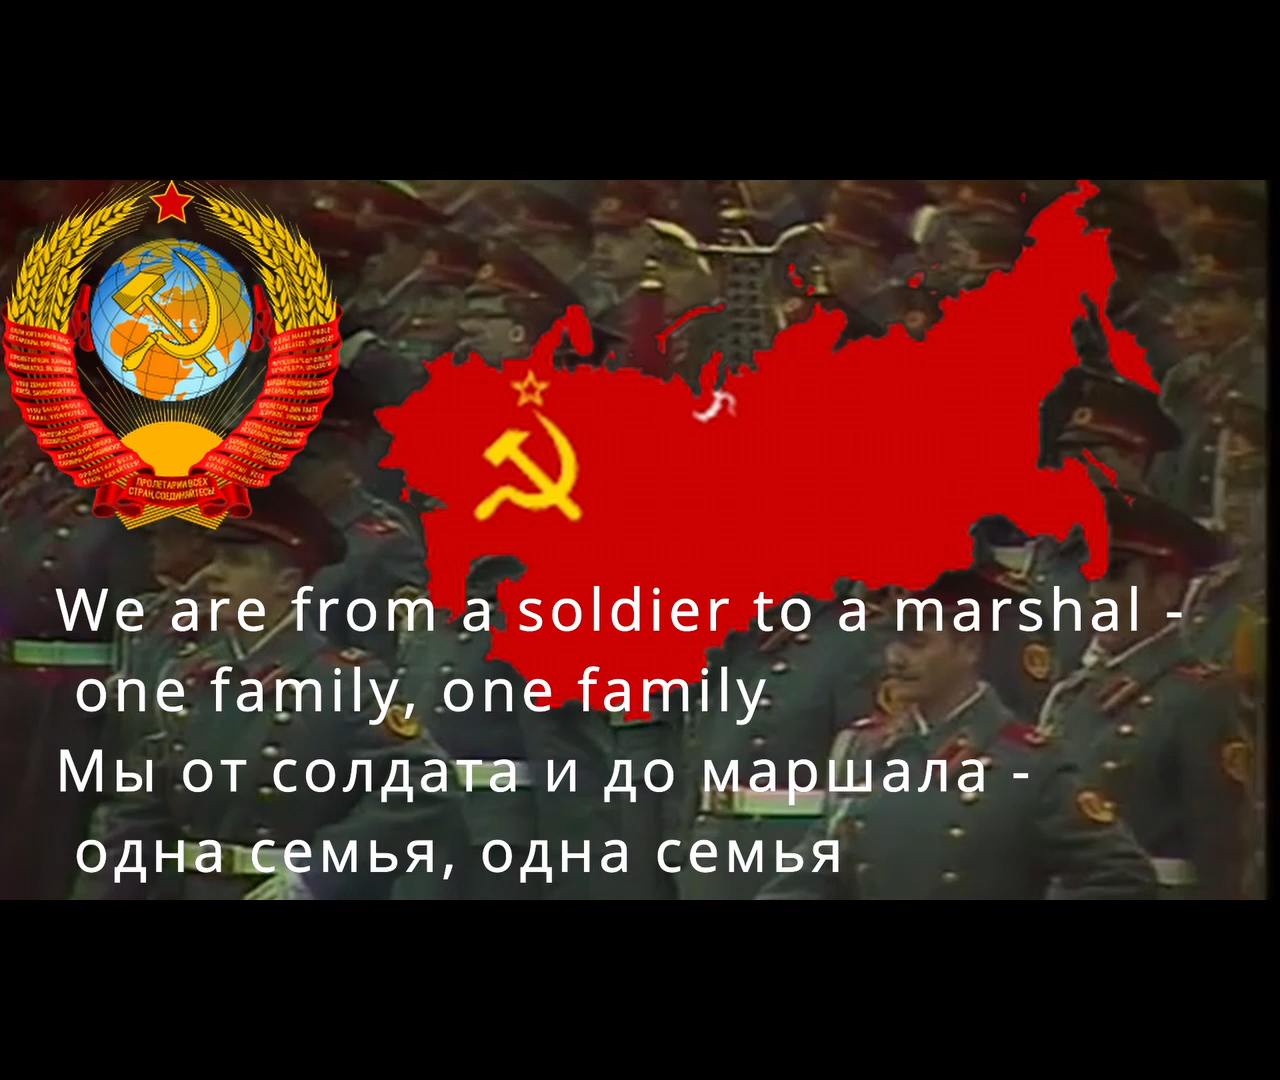 ПРОЛЕТАРИИ ВСЕХ
СТРАН, СОЕДИНЯЙТЕСЬ!
We are from a soldier to a marshal -
one family, one family
Мы от солдата и до маршала -
одна семья, одна семья